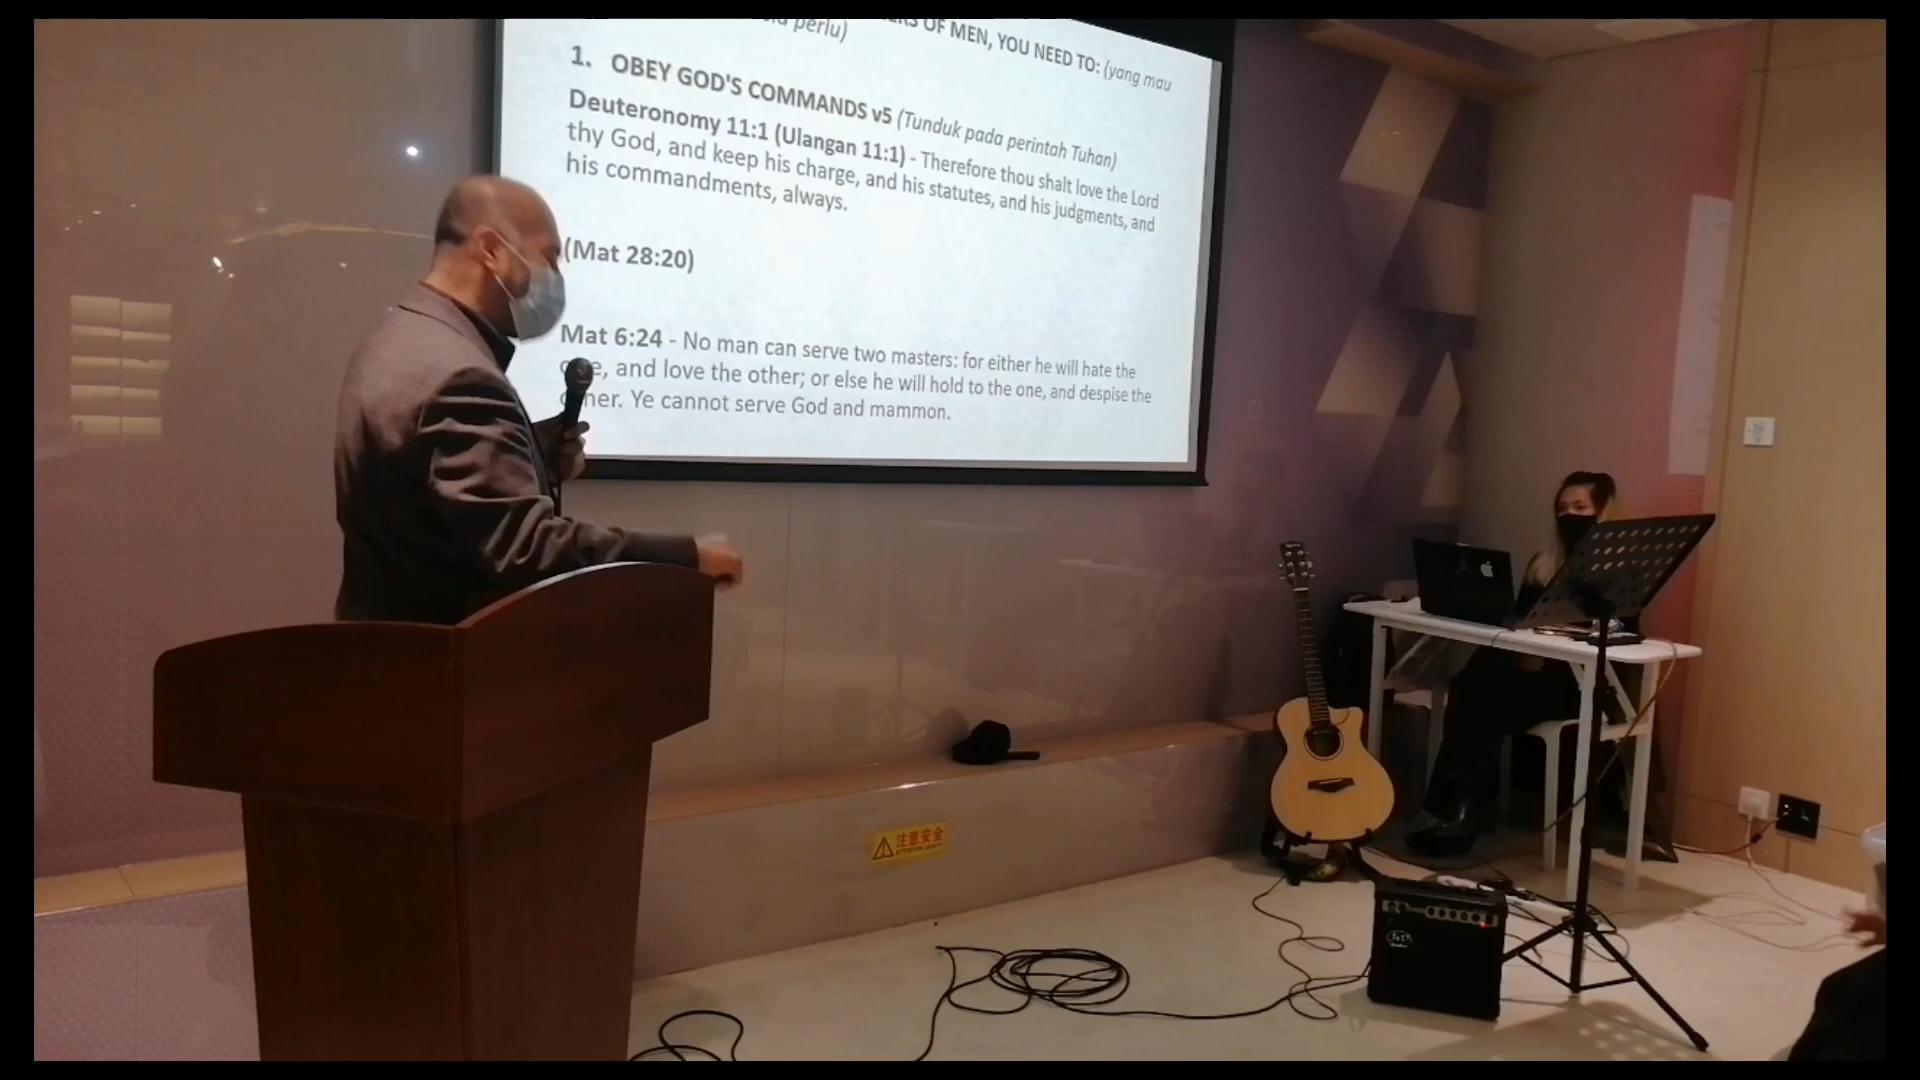 perlu)
OF MEN, YOU NEED TO: (yang mau
1. OBEY GOD'S COMMANDS v5 (Tunduk pada perintah Tuhan)
Deuteronomy 11:1 (Ulangan 11:1) - Therefore thou shalt love the Lord
thy God, and keep his charge, and his statutes, and his judgments, and
his commandments, always.
(Mat 28:20)
Mat 6:24 - No man can serve two masters: for either he will hate the
and love the other; or else he will hold to the one, and despise the
Ye cannot serve God and mammon.
注意安全
ATTENTION SAFETY